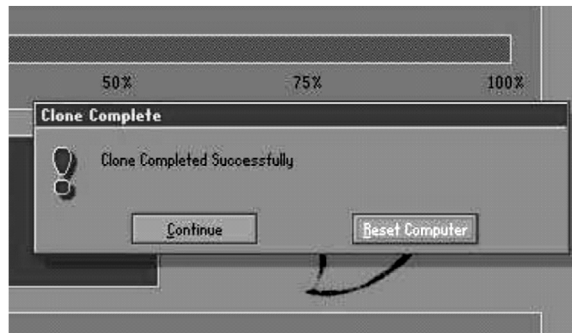 50% 75% 100%
Clone Complete
Clone Completed Successfully
Continue Reset Computer